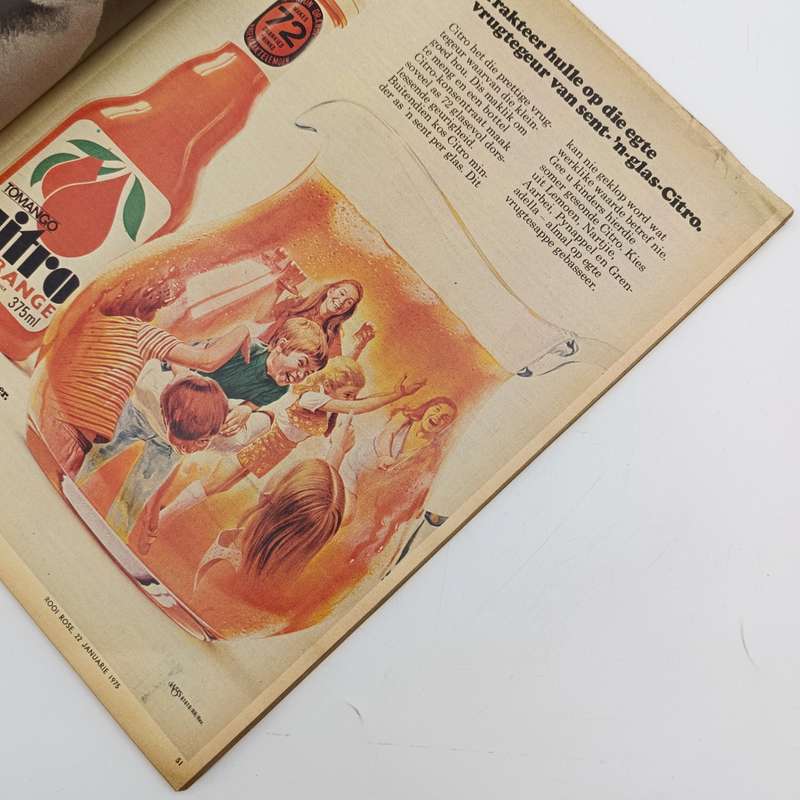 rakteer hulle op die egte
vrugtegeur van sent-'n-glas-Citro.
Citro het die prettige vrug-
tegeur waarvan die klein-
goed hou. Dis maklik om
te meng en een bottel
Citro-konsentraat maak
soveel as 72 glasevol dors-
lessende geurigheid.
Buitendien kos Citro min-
der as 'n sent per glas. Dit
kan nie geklop word wat
werklike waarde betref nie.
Gee u kinders hierdie
somer gesonde Citro. Kies
uit Lemoen, Nartjie,
Aarbei, Pynappel en Gren-
adella - almal op egte
vrugtesappe gebasseer.
72
TOMANGO
itro
RANGE
375ml
er.
ROOI ROSE, 22 JANUARIE 1975
51